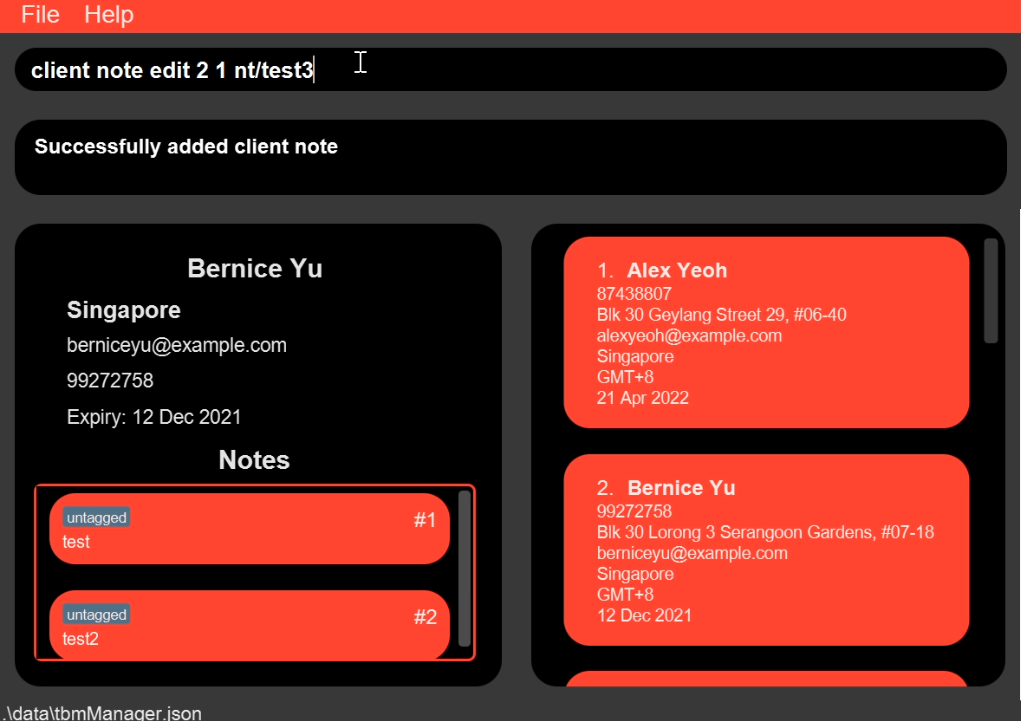 File Help
client note edit 2 1 nt/test3
Successfully added client note
Bernice Yu
Singapore
berniceyu@example.com
99272758
Expiry: 12 Dec 2021
Notes
untagged #1
test
untagged #2
test2
1. Alex Yeoh
87438807
Blk 30 Geylang Street 29, #06-40
alexyeoh@example.com
Singapore
GMT+8
21 Apr 2022
2. Bernice Yu
99272758
Blk 30 Lorong 3 Serangoon Gardens, #07-18
berniceyu@example.com
Singapore
GMT+8
12 Dec 2021
.\data\tbmManager.json